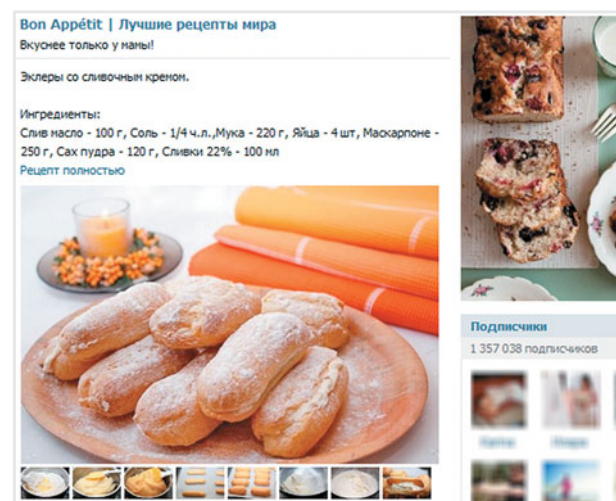 Bon Appétit | Лучшие рецепты мира
Вкуснее только у мамы!
Эклеры со сливочным кремом.
Ингредиенты:
Слив масло - 100 г, Соль - 1/4 ч.л.,Мука - 220 г, Яйца - 4 шт, Маскарпоне -
250 г, Сах пудра - 120 г, Сливки 22% - 100 мл
Рецепт полностью
Подписчики
1 357 038 подписчиков